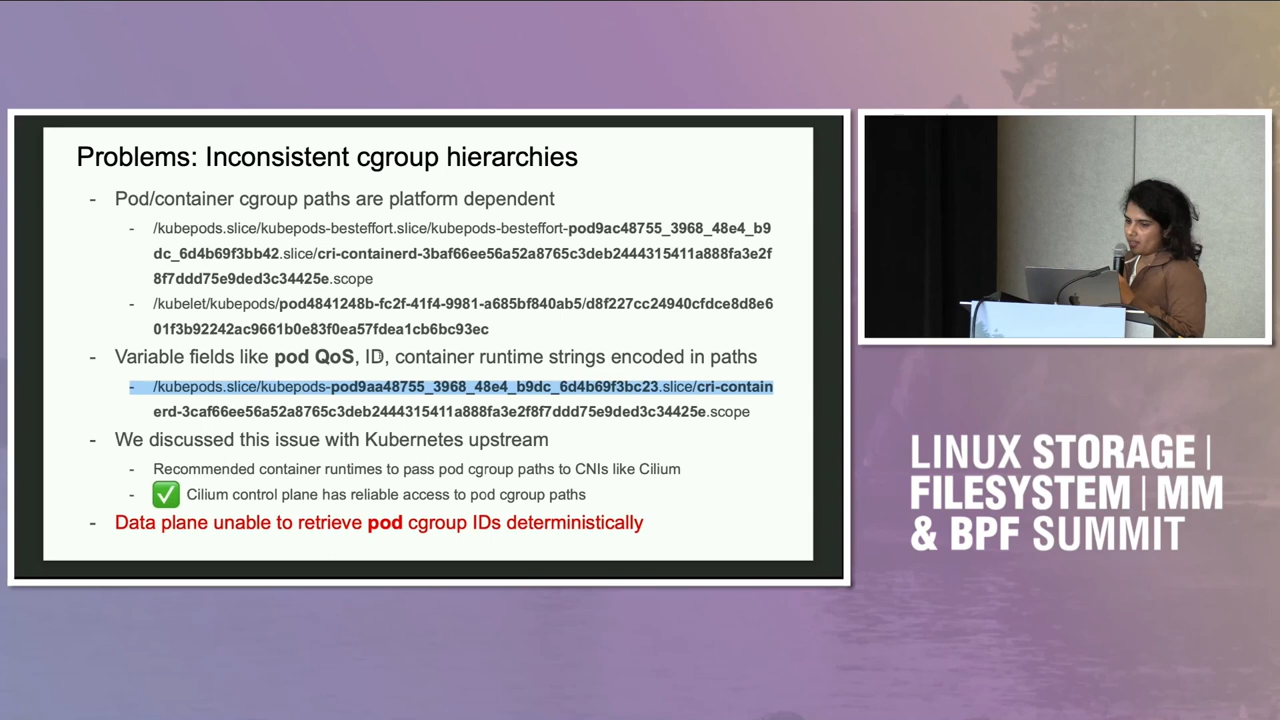 Problems: Inconsistent cgroup hierarchies
- Pod/container cgroup paths are platform dependent
- /kubepods.slice/kubepods-besteffort.slice/kubepods-besteffort-pod9ac48755_3968_48e4_b9
dc_6d4b69f3bb42.slice/cri-containerd-3baf66ee56a52a8765c3deb2444315411a888fa3e2f
8f7ddd75e9ded3c34425e.scope
- /kubelet/kubepods/pod4841248b-fc2f-41f4-9981-a685bf840ab5/d8f227cc24940cfdce8d8e6
01f3b92242ac9661b0e83f0ea57fdea1cb6bc93ec
- Variable fields like pod QoS, ID, container runtime strings encoded in paths
- /kubepods.slice/kubepods-pod9aa48755_3968_48e4_b9dc_6d4b69f3bc23.slice/cri-contain
erd-3caf66ee56a52a8765c3deb2444315411a888fa3e2f8f7ddd75e9ded3c34425e.scope
- We discussed this issue with Kubernetes upstream
- Recommended container runtimes to pass pod cgroup paths to CNIs like Cilium
- ✅ Cilium control plane has reliable access to pod cgroup paths
- Data plane unable to retrieve pod cgroup IDs deterministically
LINUX STORAGE |
FILESYSTEM | MM
& BPF SUMMIT